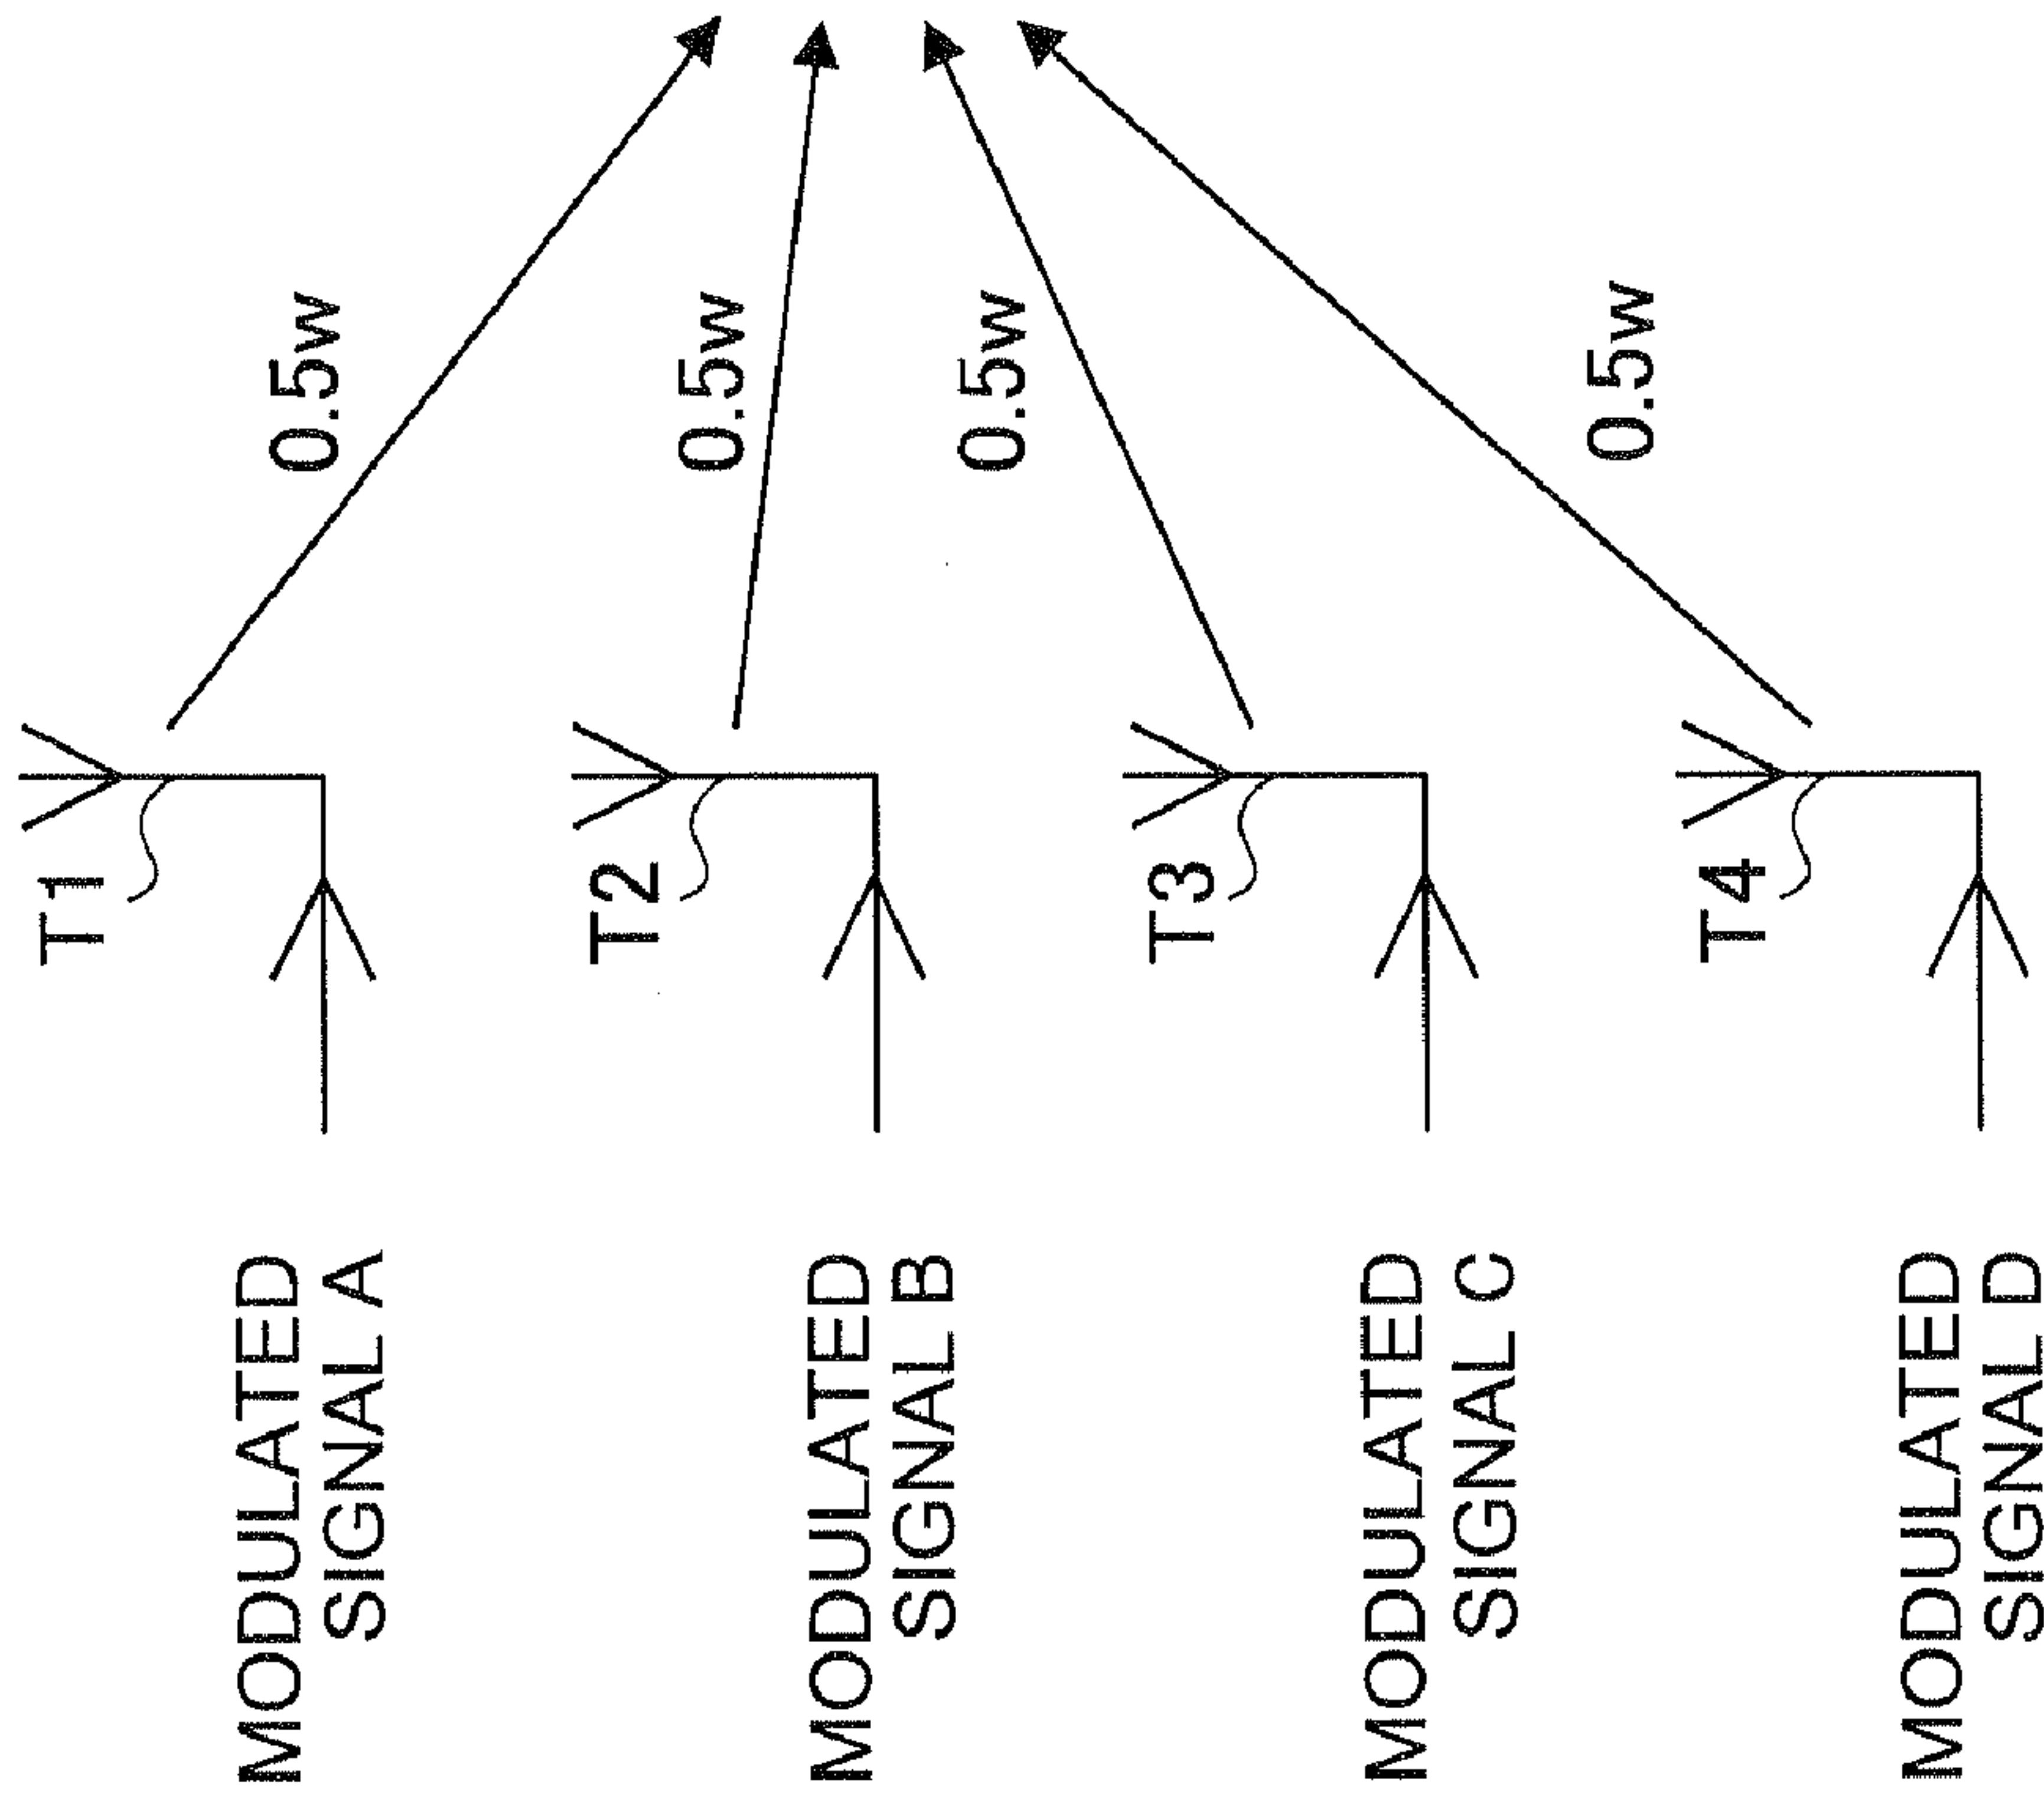 T1
0.5w
MODULATED
SIGNAL A
T2
0.5w
MODULATED
SIGNAL B
T3
0.5w
MODULATED
SIGNAL C
T4
0.5w
MODULATED
SIGNAL D